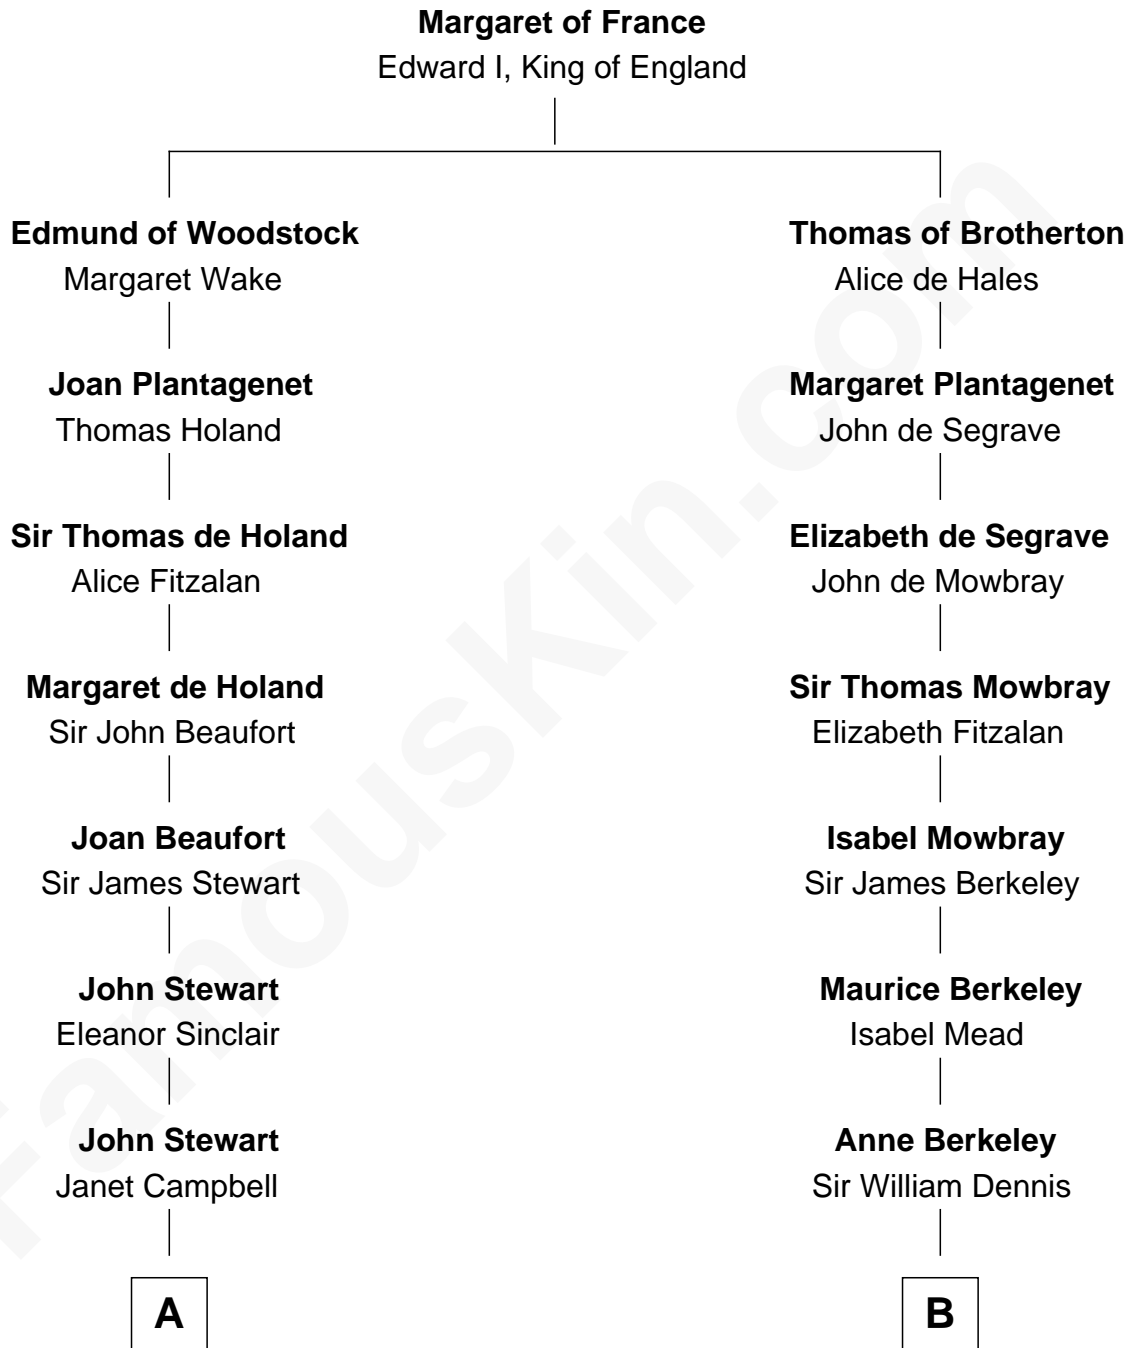 Margaret of France
Edward I, King of England
Edmund of Woodstock
Margaret Wake
Joan Plantagenet
Thomas Holand
Sir Thomas de Holand
Alice Fitzalan
Margaret de Holand
Sir John Beaufort
Joan Beaufort
Sir James Stewart
John Stewart
Eleanor Sinclair
John Stewart
Janet Campbell
A
Thomas of Brotherton
Alice de Hales
Margaret Plantagenet
John de Segrave
Elizabeth de Segrave
John de Mowbray
Sir Thomas Mowbray
Elizabeth Fitzalan
Isabel Mowbray
Sir James Berkeley
Maurice Berkeley
Isabel Mead
Anne Berkeley
Sir William Dennis
B
FamousKin.com